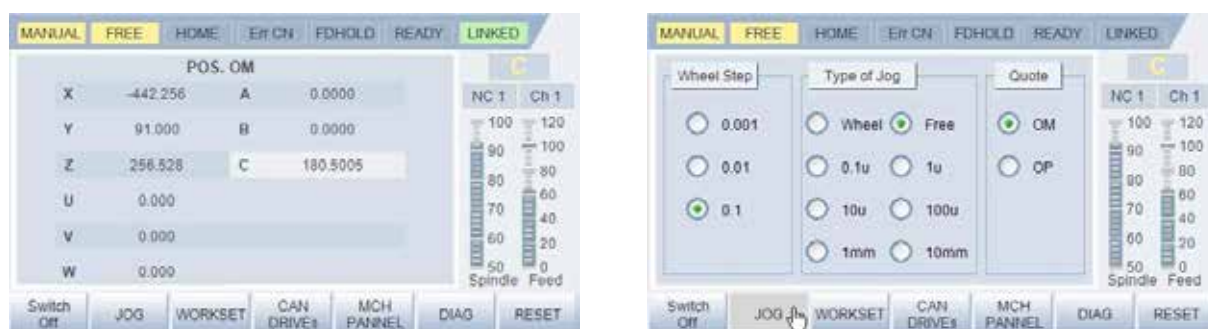 MANUAL FREE HOME Err CN FDHOLD READY LINKED
C
POS. OM
NC 1 Ch 1
X -442.256 A 0.0000
Y 91.000 B 0.0000
Z 256.528 C 180.5005
U 0.000
V 0.000
W 0.000
100 120
90 100
80 80
70 60
60 40
50 20
0
Spindle Feed
Switch Off JOG WORKSET CAN DRIVEs MCH PANNEL DIAG RESET
MANUAL FREE HOME Err CN FDHOLD READY LINKED
C
Wheel Step Type of Jog Quote
NC 1 Ch 1
0.001 Wheel Free OM
0.01 0.1u 1u OP
0.1 10u 100u
1mm 10mm
100 120
90 100
80 80
70 60
60 40
50 20
0
Spindle Feed
Switch Off JOG WORKSET CAN DRIVEs MCH PANNEL DIAG RESET